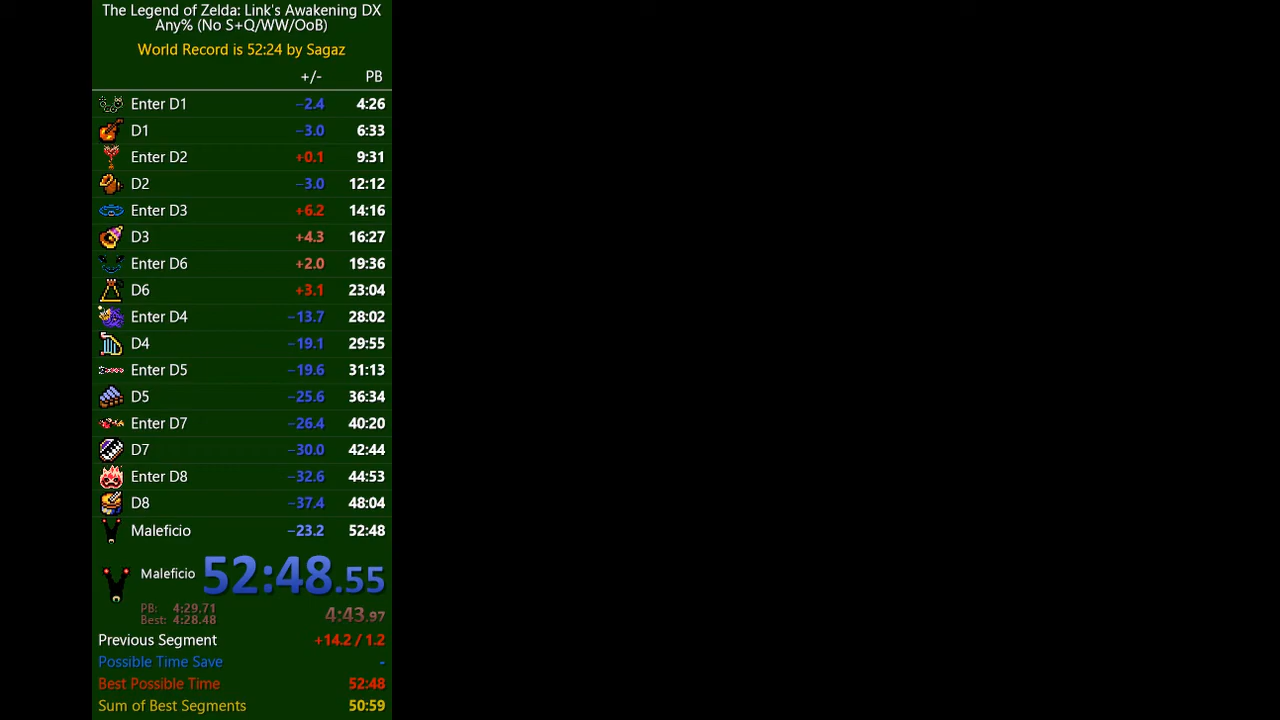 The Legend of Zelda: Link's Awakening DX
Any% (No S+Q/WW/OoB)
World Record is 52:24 by Sagaz
+/- PB
Enter D1 −2.4 4:26
D1 −3.0 6:33
Enter D2 +0.1 9:31
D2 −3.0 12:12
Enter D3 +6.2 14:16
D3 +4.3 16:27
Enter D6 +2.0 19:36
D6 +3.1 23:04
Enter D4 −13.7 28:02
D4 −19.1 29:55
Enter D5 −19.6 31:13
D5 −25.6 36:34
Enter D7 −26.4 40:20
D7 −30.0 42:44
Enter D8 −32.6 44:53
D8 −37.4 48:04
Maleficio −23.2 52:48
Maleficio 52:48.55
PB: 4:29.71
Best: 4:28.48 4:43.97
Previous Segment +14.2 / 1.2
Possible Time Save -
Best Possible Time 52:48
Sum of Best Segments 50:59